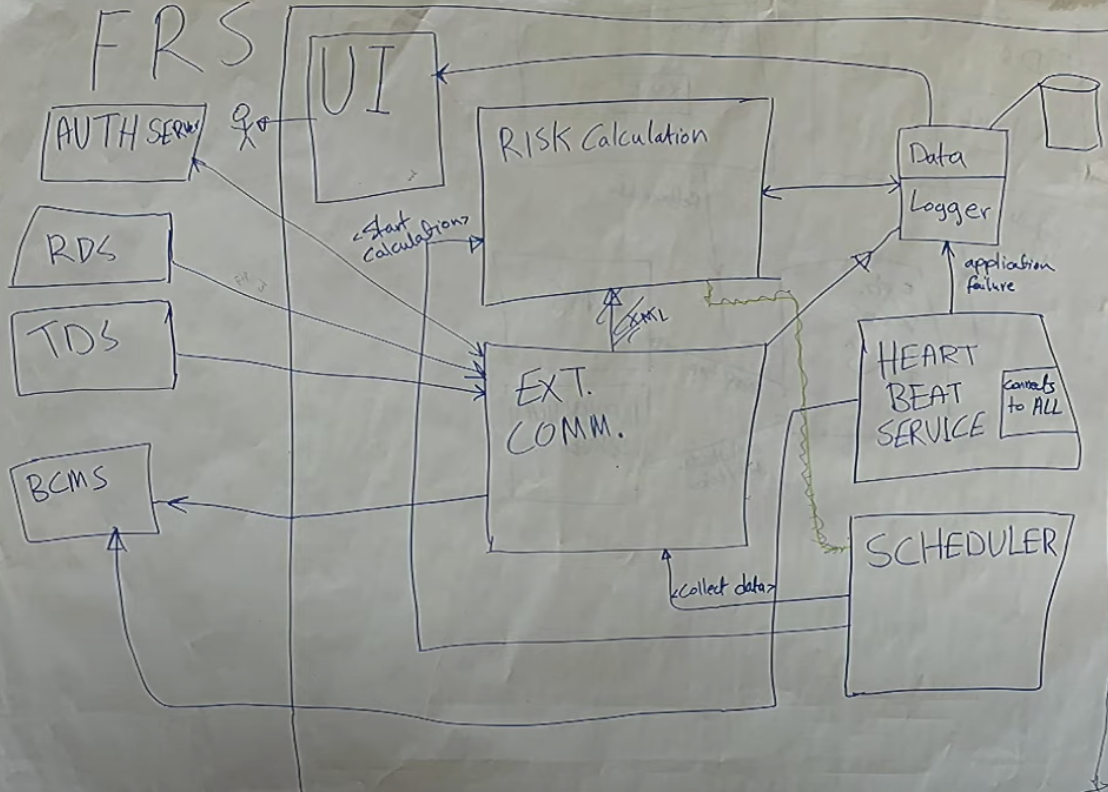 FRS
UI
AUTH SERVER
RISK Calculation
Data
Logger
<Start
Calculation>
RDS
application
failure
XML
TDS
HEART
BEAT
SERVICE
Connects
to ALL
EXT.
COMM.
BCMS
SCHEDULER
<Collect data>